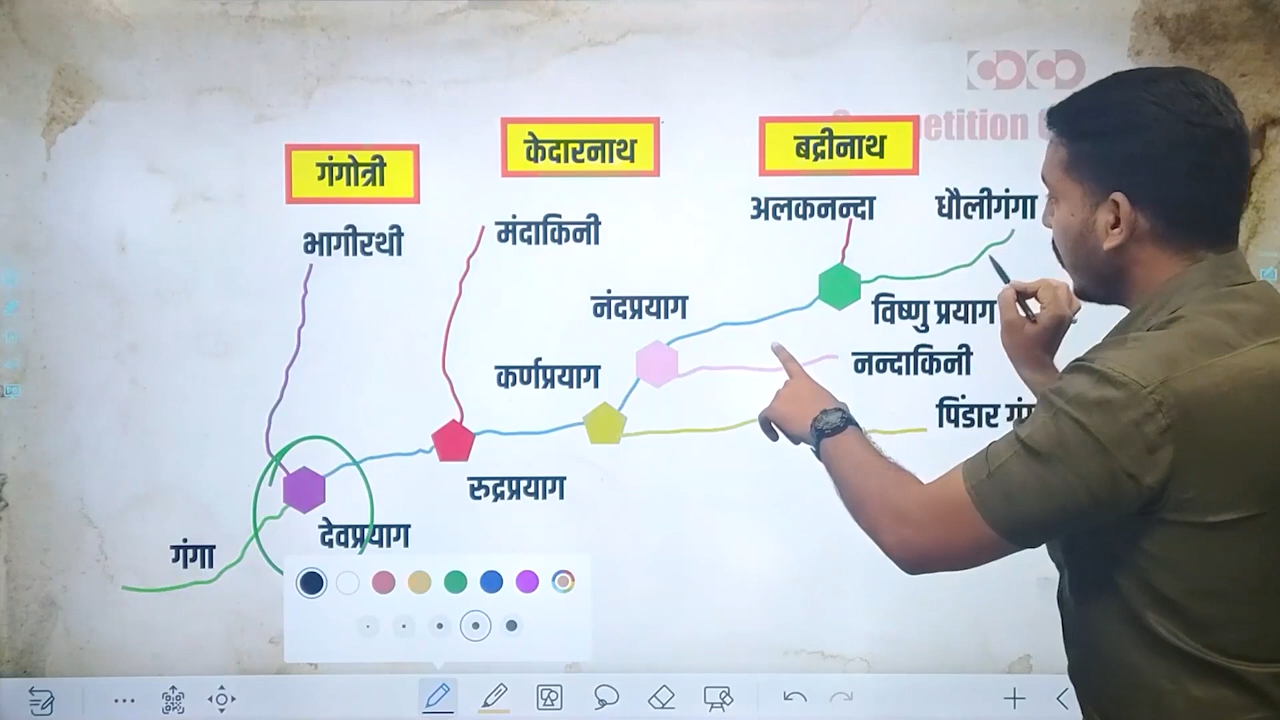 गंगोत्री
केदारनाथ
बद्रीनाथ
भागीरथी
मंदाकिनी
अलकनन्दा
धौलीगंगा
नंदप्रयाग
विष्णु प्रयाग
कर्णप्रयाग
नन्दाकिनी
पिंडार
रुद्रप्रयाग
देवप्रयाग
गंगा